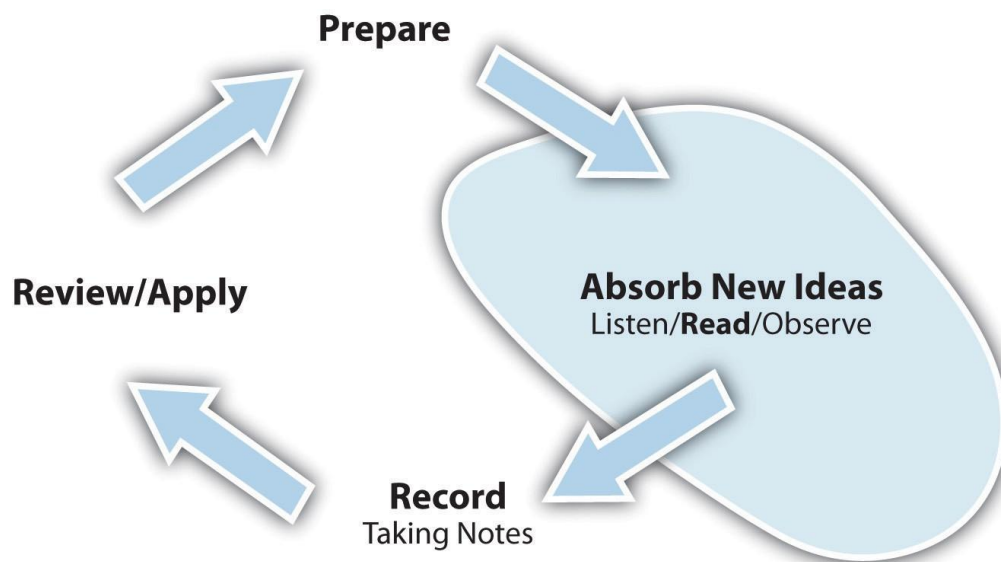 Prepare
Absorb New Ideas
Listen/Read/Observe
Record
Taking Notes
Review/Apply